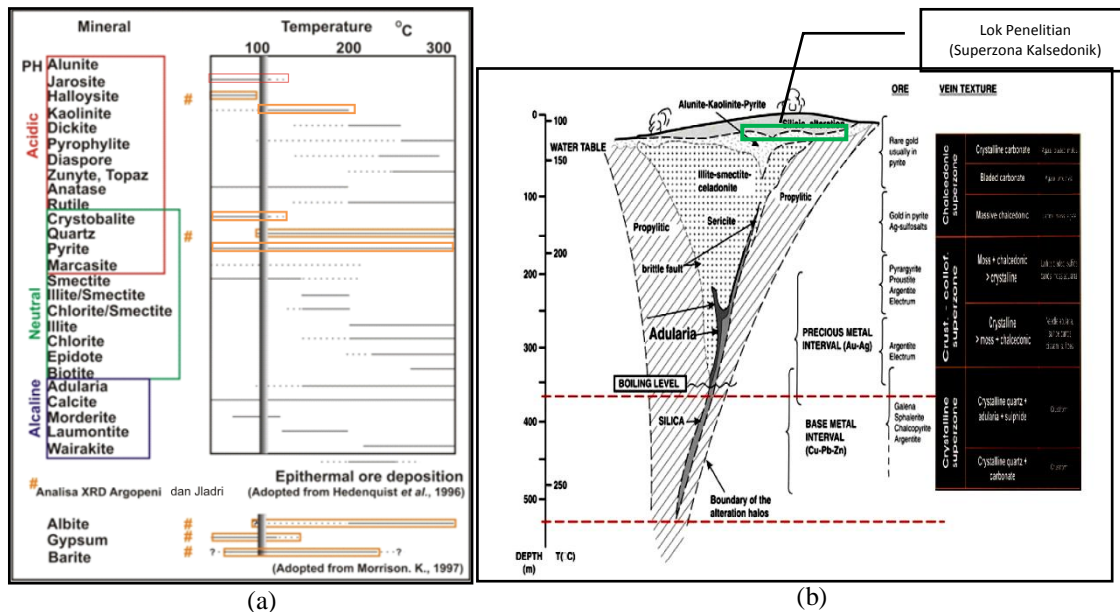 Mineral
Temperature °C
100 200 300
PH
Acidic
Neutral
Alcaline
Alunite
Jarosite
Halloysite #
Kaolinite
Dickite
Pyrophylite
Diaspore
Zunyte, Topaz
Anatase
Rutile
Crystobalite
Quartz #
Pyrite
Marcasite
Smectite
Illite/Smectite
Chlorite/Smectite
Illite
Chlorite
Epidote
Biotite
Adularia
Calcite
Morderite
Laumontite
Wairakite
Epithermal ore deposition
(Adopted from Hedenquist et al., 1996)
# Analisa XRD Argopeni dan Jladri
Albite #
Gypsum #
Barite # ? ?
(Adopted from Morrison. K., 1997)
(a)
Lok Penelitian
(Superzona Kalsedonik)
Alunite-Kaolinite-Pyrite
Silicic alteration
WATER TABLE
0
100
200
300
400
500
DEPTH
(m)
100
150
200
250
T(°C)
Illite-smectite-
celadonite
Propylitic
Propylitic
Sericite
brittle fault
Adularia
BOILING LEVEL
SILICA
Boundary of the
alteration halos
PRECIOUS METAL
INTERVAL (Au-Ag)
BASE METAL
INTERVAL
(Cu-Pb-Zn)
ORE
Rare gold
usually in
pyrite
Gold in pyrite
Ag-sulfosalts
Pyrargyrite
Proustite
Argentite
Electrum
Argentite
Electrum
Galena
Sphalerite
Chalcopyrite
Argentite
VEIN TEXTURE
Chalcedonic
superzone
Crust. - collof.
superzone
Crystalline
superzone
Crystalline carbonate
Bladed carbonate
Massive chalcedonic
Moss + chalcedonic
> crystalline
Crystalline
> moss + chalcedonic
Crystalline quartz +
adularia + sulphide
Crystalline quartz +
carbonate
(b)